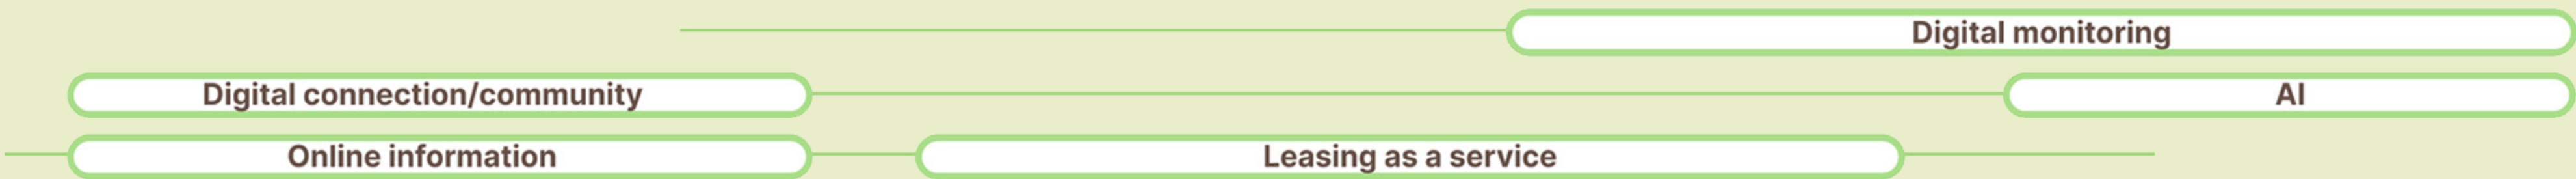 Digital monitoring
Digital connection/community
AI
Online information
Leasing as a service